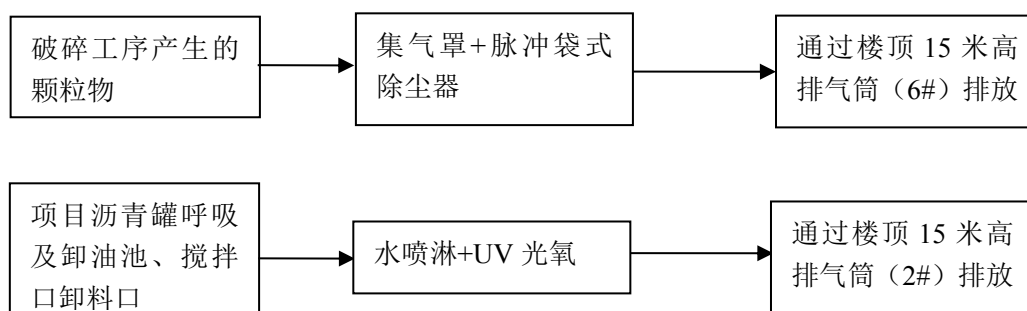 破碎工序产生的
颗粒物
集气罩+脉冲袋式
除尘器
通过楼顶 15 米高
排气筒（6#）排放
项目沥青罐呼吸
及卸油池、搅拌
口卸料口
水喷淋+UV 光氧
通过楼顶 15 米高
排气筒（2#）排放